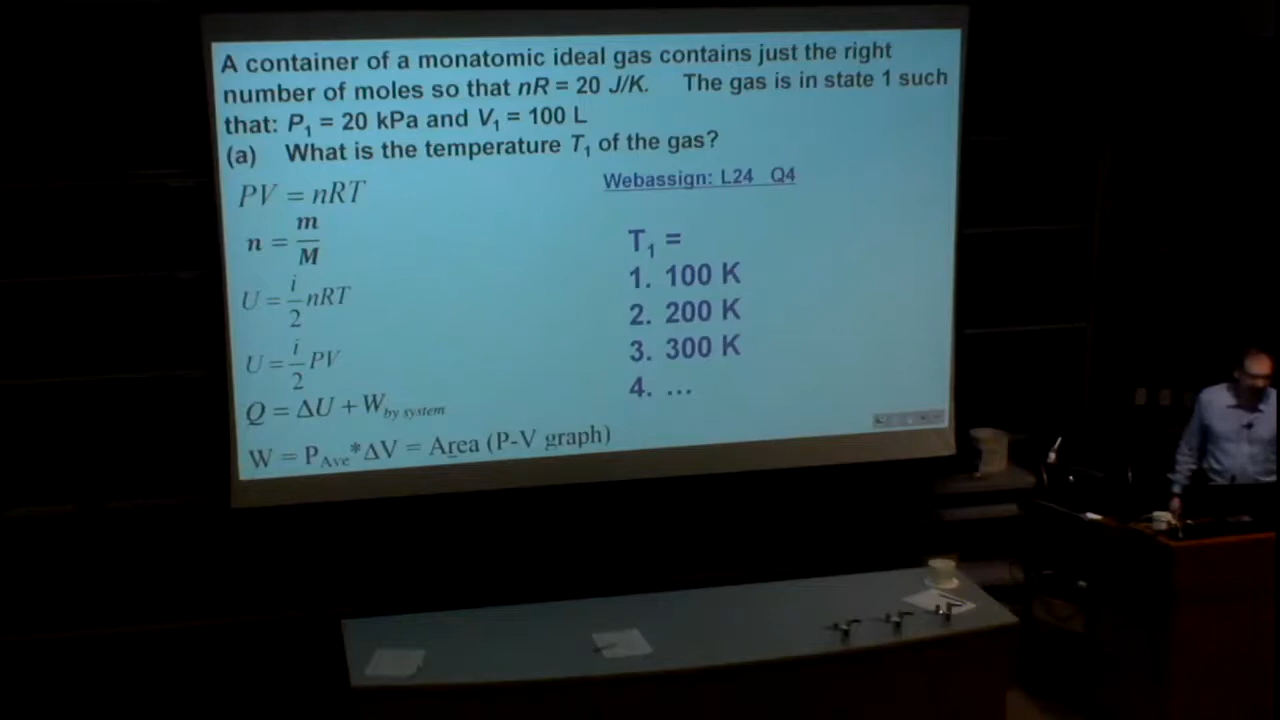 A container of a monatomic ideal gas contains just the right
number of moles so that nR = 20 J/K. The gas is in state 1 such
that: P₁ = 20 kPa and V₁ = 100 L
(a) What is the temperature T₁ of the gas?
PV = nRT
n = m/M
U = i/2 nRT
U = i/2 PV
Q = ΔU + W_by system
W = P_Ave*ΔV = Area (P-V graph)
Webassign: L24 Q4
T₁ =
1. 100 K
2. 200 K
3. 300 K
4. ...